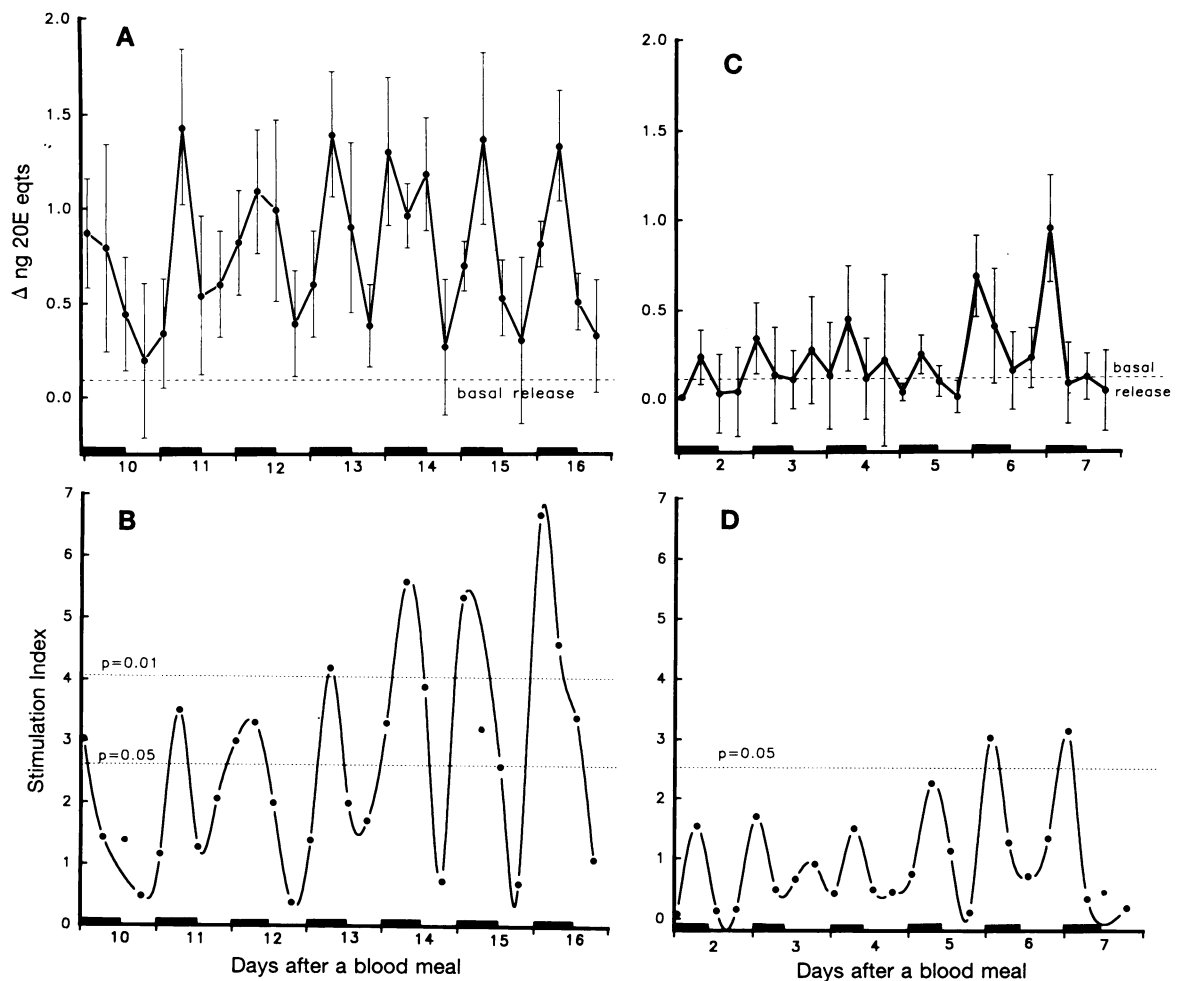 A
2.0
1.5
1.0
0.5
0.0
Δ ng 20E eqts
basal release
10 11 12 13 14 15 16
C
2.0
1.5
1.0
0.5
0.0
basal
release
2 3 4 5 6 7
B
7
6
5
4
3
2
1
0
Stimulation Index
p=0.01
p=0.05
10 11 12 13 14 15 16
Days after a blood meal
D
7
6
5
4
3
2
1
0
p=0.05
2 3 4 5 6 7
Days after a blood meal